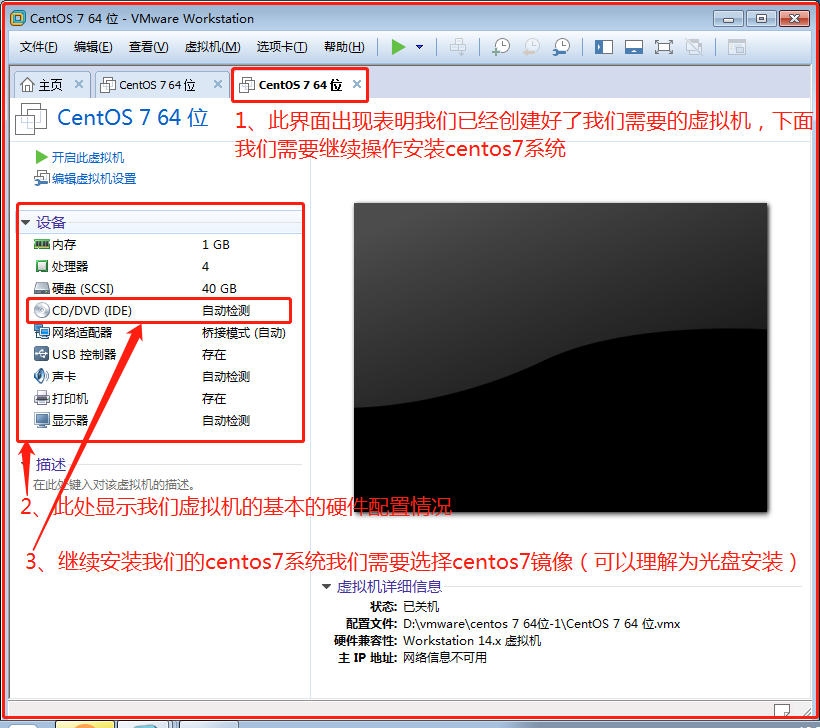 CentOS 7 64 位 - VMware Workstation
文件(F) 编辑(E) 查看(V) 虚拟机(M) 选项卡(T) 帮助(H)
主页 CentOS 7 64 位 CentOS 7 64 位
CentOS 7 64 位
1、此界面出现表明我们已经创建好了我们需要的虚拟机，下面
我们需要继续操作安装centos7系统
开启此虚拟机
编辑虚拟机设置
设备
内存 1 GB
处理器 4
硬盘 (SCSI) 40 GB
CD/DVD (IDE) 自动检测
网络适配器 桥接模式 (自动)
USB 控制器 存在
声卡 自动检测
打印机 存在
显示器 自动检测
描述
在此处键入对该虚拟机的描述。
2、此处显示我们虚拟机的基本的硬件配置情况
3、继续安装我们的centos7系统我们需要选择centos7镜像（可以理解为光盘安装）
虚拟机详细信息
状态: 已关机
配置文件: D:\vmware\centos 7 64位-1\CentOS 7 64 位.vmx
硬件兼容性: Workstation 14.x 虚拟机
主 IP 地址: 网络信息不可用